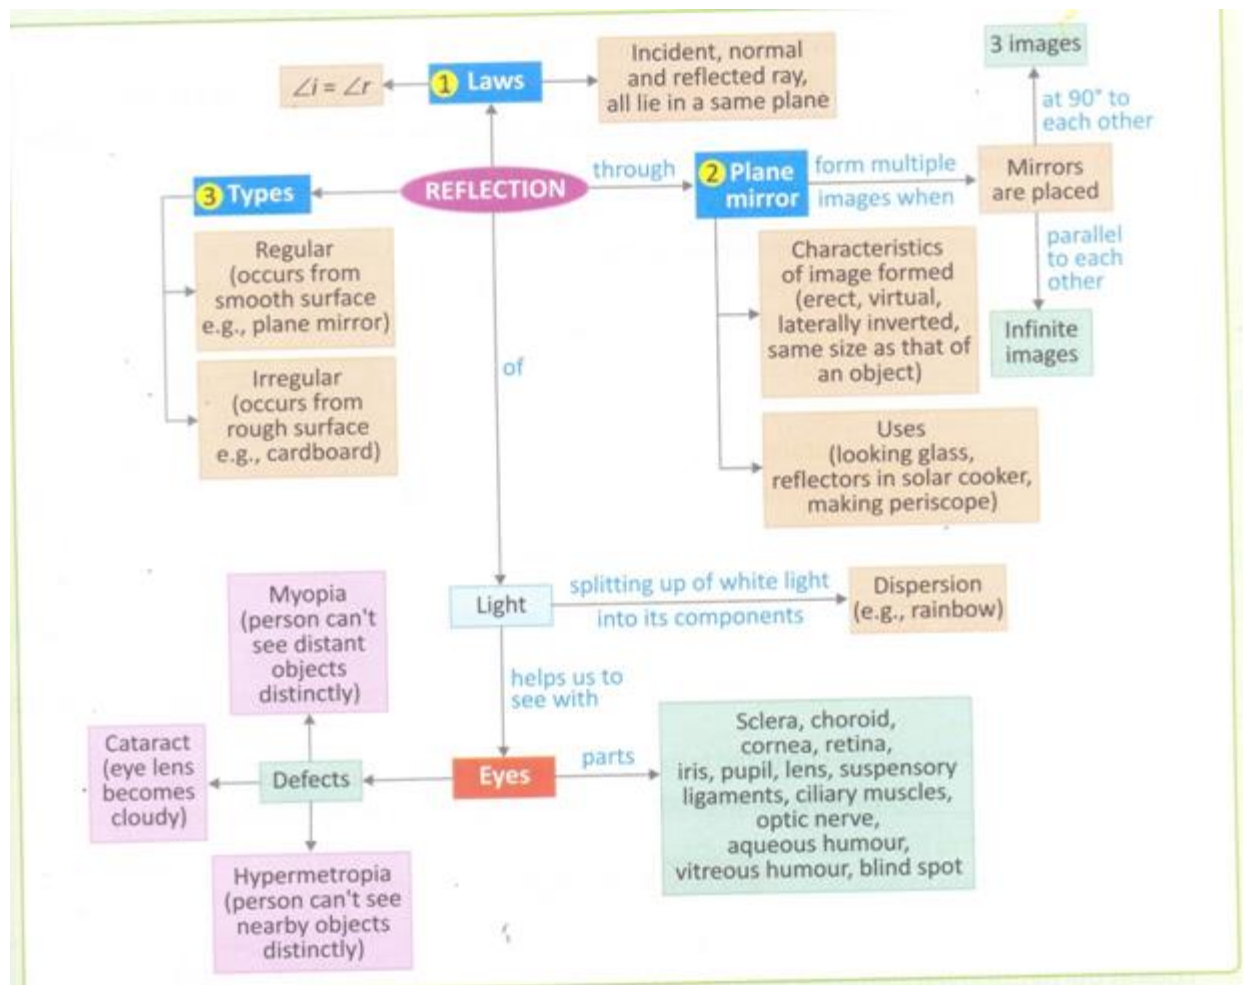 3 images
Incident, normal
and reflected ray,
all lie in a same plane
1 Laws
∠i = ∠r
at 90° to
each other
through
2 Plane
mirror
form multiple
images when
Mirrors
are placed
REFLECTION
3 Types
parallel
to each
other
Infinite
images
Regular
(occurs from
smooth surface
e.g., plane mirror)
Characteristics
of image formed
(erect, virtual,
laterally inverted,
same size as that of
an object)
of
Irregular
(occurs from
rough surface
e.g., cardboard)
Uses
(looking glass,
reflectors in solar cooker,
making periscope)
Light
splitting up of white light
into its components
Dispersion
(e.g., rainbow)
Myopia
(person can't
see distant
objects
distinctly)
helps us to
see with
Cataract
(eye lens
becomes
cloudy)
Defects
Eyes
parts
Sclera, choroid,
cornea, retina,
iris, pupil, lens, suspensory
ligaments, ciliary muscles,
optic nerve,
aqueous humour,
vitreous humour, blind spot
Hypermetropia
(person can't see
nearby objects
distinctly)